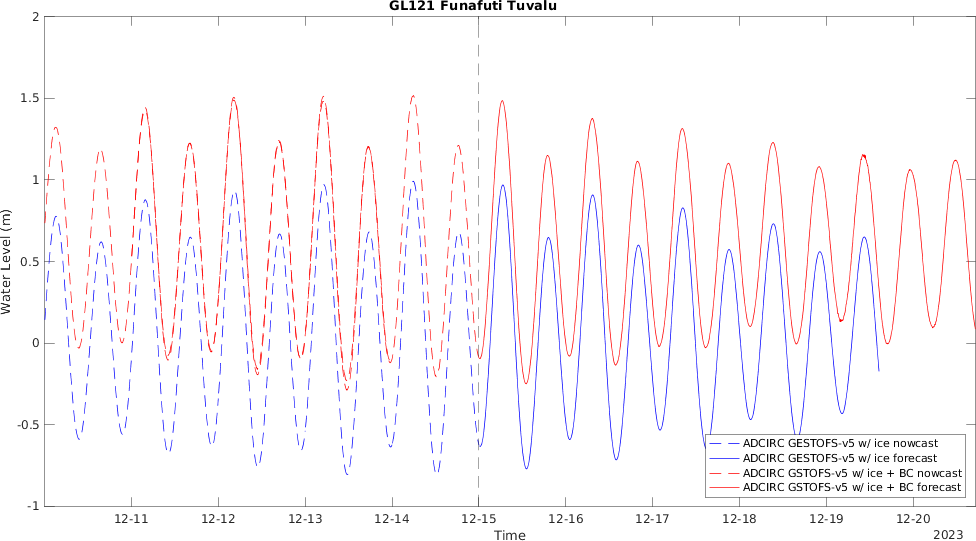 GL121 Funafuti Tuvalu
2
1.5
1
0.5
0
-0.5
-1
Water Level (m)
12-11 12-12 12-13 12-14 12-15 12-16 12-17 12-18 12-19 12-20
Time
2023
ADCIRC GESTOFS-v5 w/ ice nowcast
ADCIRC GESTOFS-v5 w/ ice forecast
ADCIRC GSTOFS-v5 w/ ice + BC nowcast
ADCIRC GSTOFS-v5 w/ ice + BC forecast